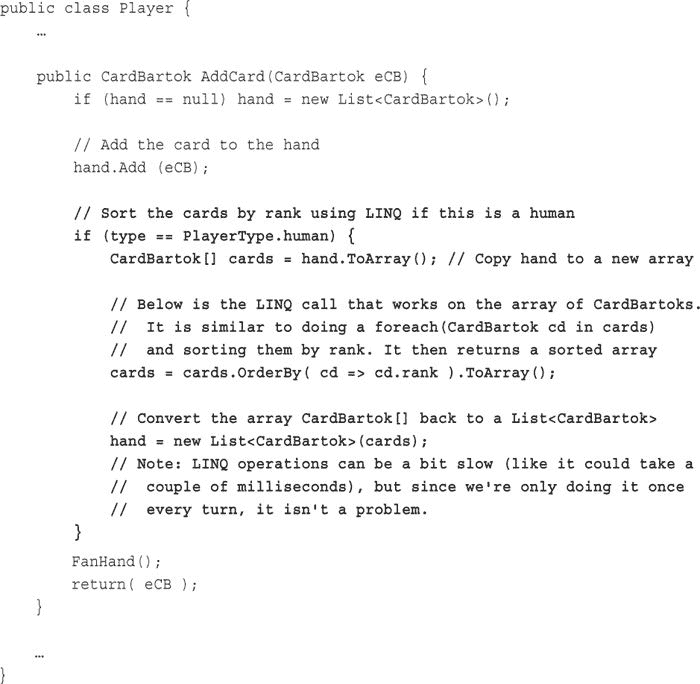 public class Player {
…
public CardBartok AddCard(CardBartok eCB) {
if (hand == null) hand = new List<CardBartok>();
// Add the card to the hand
hand.Add (eCB);
// Sort the cards by rank using LINQ if this is a human
if (type == PlayerType.human) {
CardBartok[] cards = hand.ToArray(); // Copy hand to a new array
// Below is the LINQ call that works on the array of CardBartoks.
//  It is similar to doing a foreach(CardBartok cd in cards)
//  and sorting them by rank. It then returns a sorted array
cards = cards.OrderBy( cd => cd.rank ).ToArray();
// Convert the array CardBartok[] back to a List<CardBartok>
hand = new List<CardBartok>(cards);
// Note: LINQ operations can be a bit slow (like it could take a
//  couple of milliseconds), but since we're only doing it once
//  every turn, it isn't a problem.
}
FanHand();
return( eCB );
}
…
}